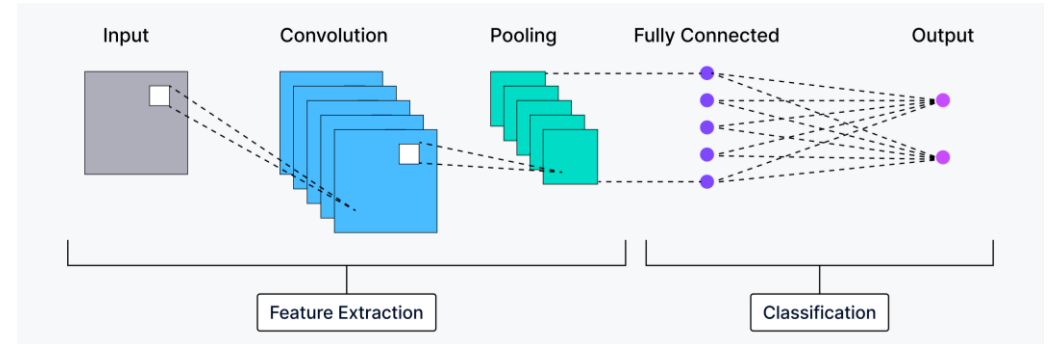 Input
Convolution
Pooling
Fully Connected
Output
Feature Extraction
Classification